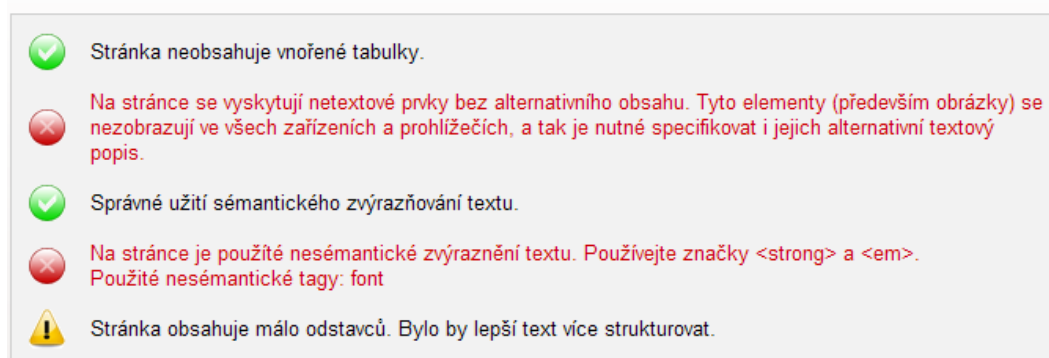 Stránka neobsahuje vnořené tabulky.
Na stránce se vyskytují netextové prvky bez alternativního obsahu. Tyto elementy (především obrázky) se
nezobrazují ve všech zařízeních a prohlížečích, a tak je nutné specifikovat i jejich alternativní textový
popis.
Správné užití sémantického zvýrazňování textu.
Na stránce je použíté nesémantické zvýraznění textu. Používejte značky <strong> a <em>.
Použité nesémantické tagy: font
Stránka obsahuje málo odstavců. Bylo by lepší text více strukturovat.